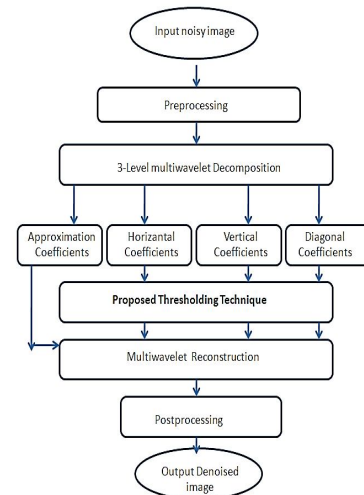 Input noisy image
Preprocessing
3-Level multiwavelet Decomposition
Approximation
Coefficients
Horizantal
Coefficients
Vertical
Coefficients
Diagonal
Coefficients
Proposed Thresholding Technique
Multiwavelet Reconstruction
Postprocessing
Output Denoised
image